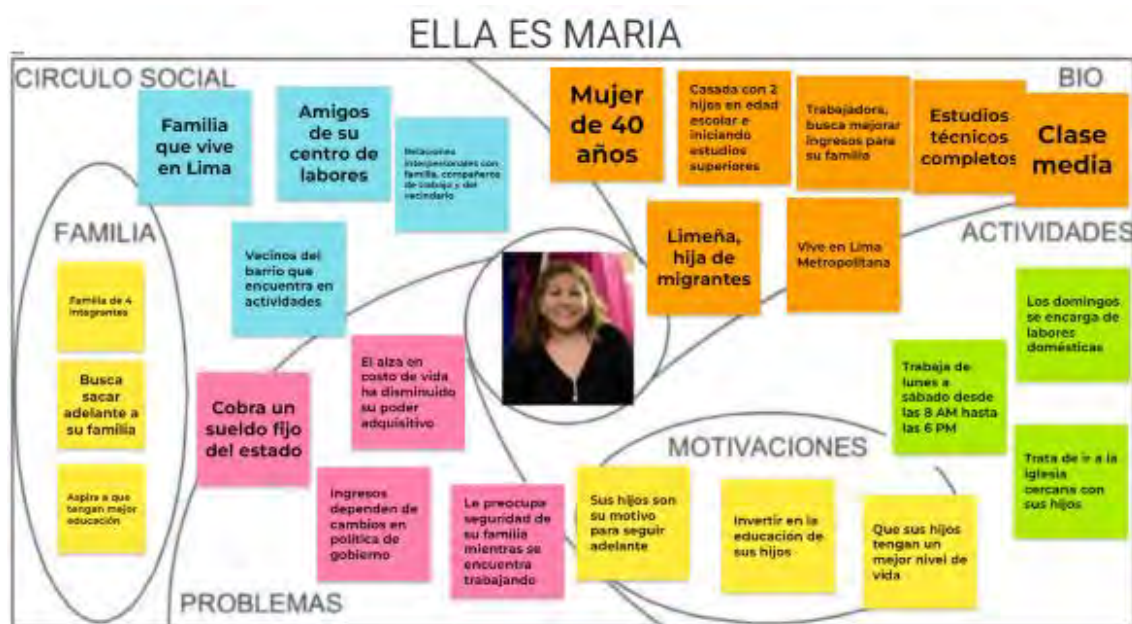 ELLA ES MARIA
CIRCULO SOCIAL
Familia
que vive
en Lima
Amigos
de su
centro de
labores
Relaciones
interpersonales con
familia, compañeros
de trabajo y del
vecindario
Vecinos del
barrio que
encuentra en
actividades
FAMILIA
Familia de 4
integrantes
Busca
sacar
adelante a
su familia
Aspira a que
tengan mejor
educación
BIO
Mujer
de 40
años
Casada con 2
hijos en edad
escolar e
iniciando
estudios
superiores
Trabajadora,
busca mejorar
ingresos para
su familia
Estudios
técnicos
completos
Clase
media
Limeña,
hija de
migrantes
Vive en Lima
Metropolitana
ACTIVIDADES
Los domingos
se encarga de
labores
domésticas
Trabaja de
lunes a
sábado desde
las 8 AM hasta
las 6 PM
Trata de ir a la
iglesia
cercana con
sus hijos
PROBLEMAS
El alza en
costo de vida
ha disminuido
su poder
adquisitivo
Cobra un
sueldo fijo
del estado
Ingresos
dependen de
cambios en
política de
gobierno
Le preocupa
seguridad de
su familia
mientras se
encuentra
trabajando
MOTIVACIONES
Sus hijos son
su motivo
para seguir
adelante
Invertir en la
educación de
sus hijos
Que sus hijos
tengan un
mejor nivel de
vida